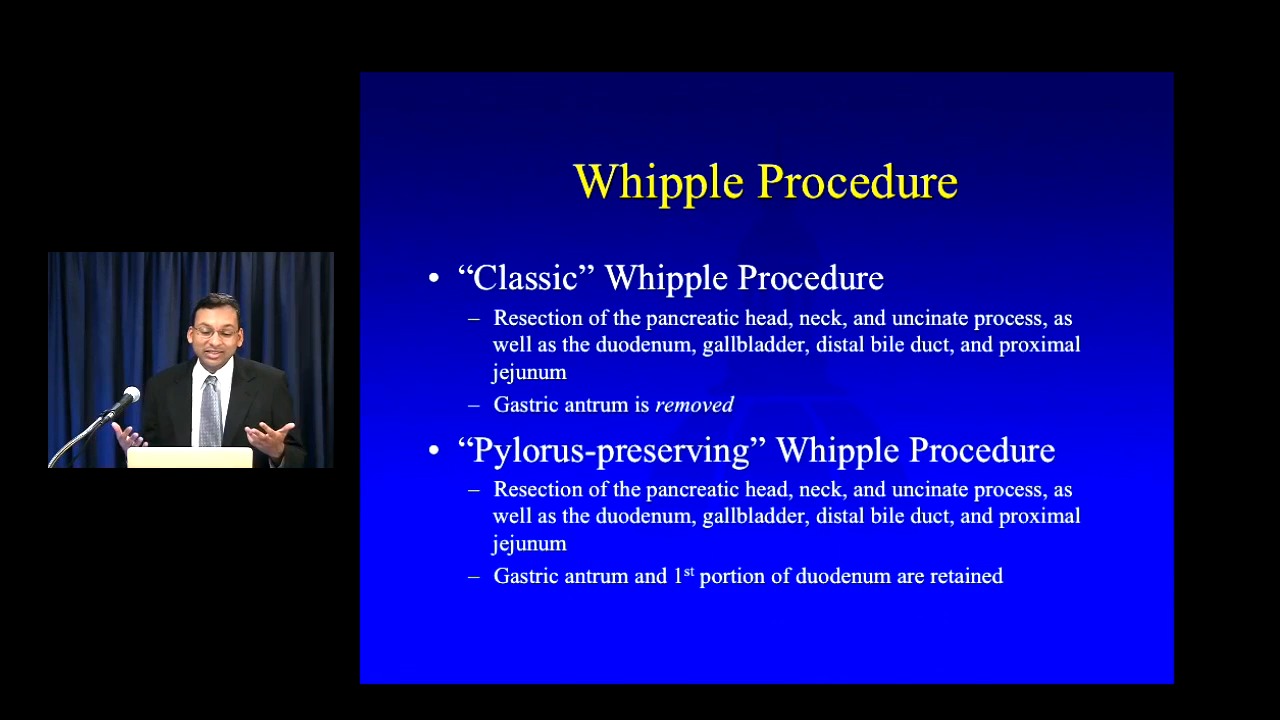 Whipple Procedure
• “Classic” Whipple Procedure
– Resection of the pancreatic head, neck, and uncinate process, as
well as the duodenum, gallbladder, distal bile duct, and proximal
jejunum
– Gastric antrum is removed
• “Pylorus-preserving” Whipple Procedure
– Resection of the pancreatic head, neck, and uncinate process, as
well as the duodenum, gallbladder, distal bile duct, and proximal
jejunum
– Gastric antrum and 1st portion of duodenum are retained